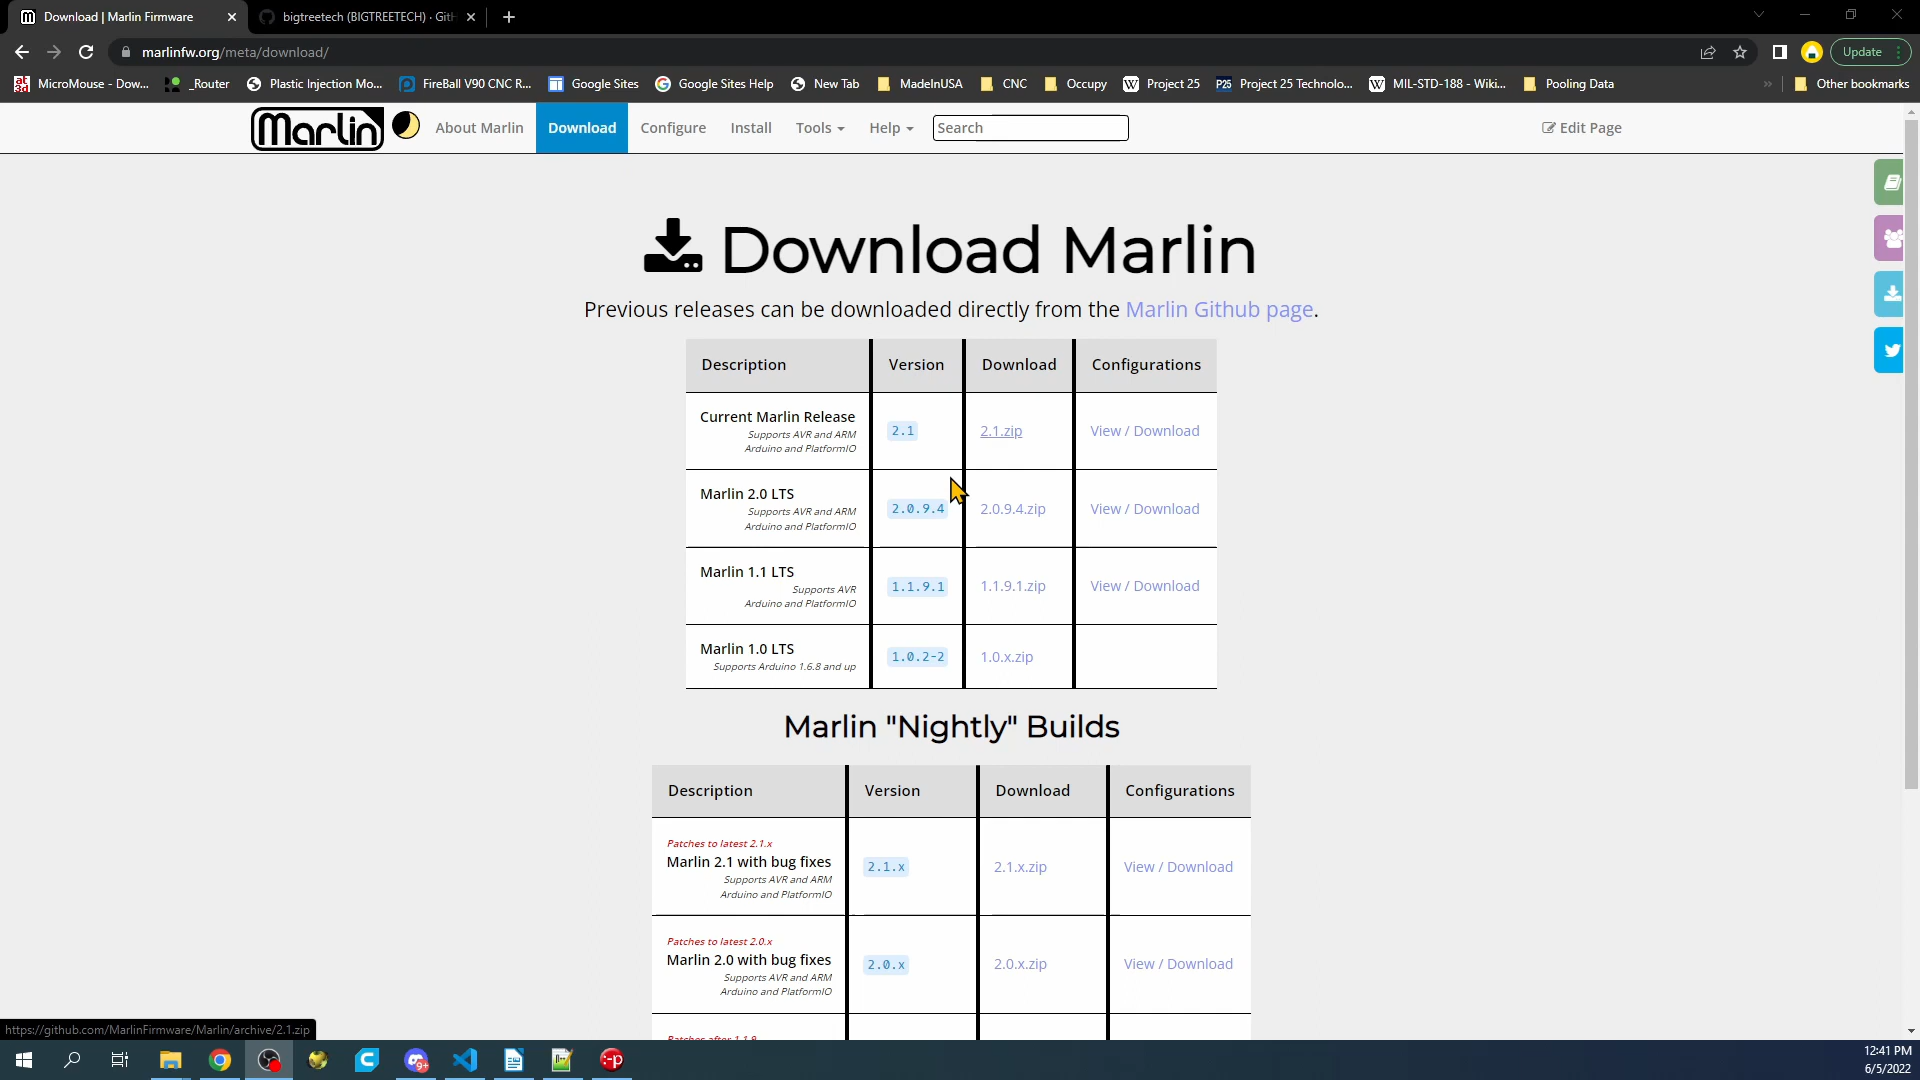 Download | Marlin Firmware
bigtreetech (BIGTREETECH) · Gith
marlinfw.org/meta/download/
Update
MicroMouse - Dow...
_Router
Plastic Injection Mo...
FireBall V90 CNC R...
Google Sites
Google Sites Help
New Tab
MadeInUSA
CNC
Occupy
Project 25
P25
Project 25 Technolo...
MIL-STD-188 - Wiki...
Pooling Data
»
Other bookmarks
Marlin
About Marlin
Download
Configure
Install
Tools
Help
Search
Edit Page
Download Marlin
Previous releases can be downloaded directly from the Marlin Github page.
Description Version Download Configurations
Current Marlin Release
Supports AVR and ARM
Arduino and PlatformIO
2.1
2.1.zip
View / Download
Marlin 2.0 LTS
Supports AVR and ARM
Arduino and PlatformIO
2.0.9.4
2.0.9.4.zip
View / Download
Marlin 1.1 LTS
Supports AVR
Arduino and PlatformIO
1.1.9.1
1.1.9.1.zip
View / Download
Marlin 1.0 LTS
Supports Arduino 1.6.8 and up
1.0.2-2
1.0.x.zip
Marlin "Nightly" Builds
Description Version Download Configurations
Patches to latest 2.1.x
Marlin 2.1 with bug fixes
Supports AVR and ARM
Arduino and PlatformIO
2.1.x
2.1.x.zip
View / Download
Patches to latest 2.0.x
Marlin 2.0 with bug fixes
Supports AVR and ARM
Arduino and PlatformIO
2.0.x
2.0.x.zip
View / Download
Patches after 1.1.9
https://github.com/MarlinFirmware/Marlin/archive/2.1.zip
12:41 PM
6/5/2022